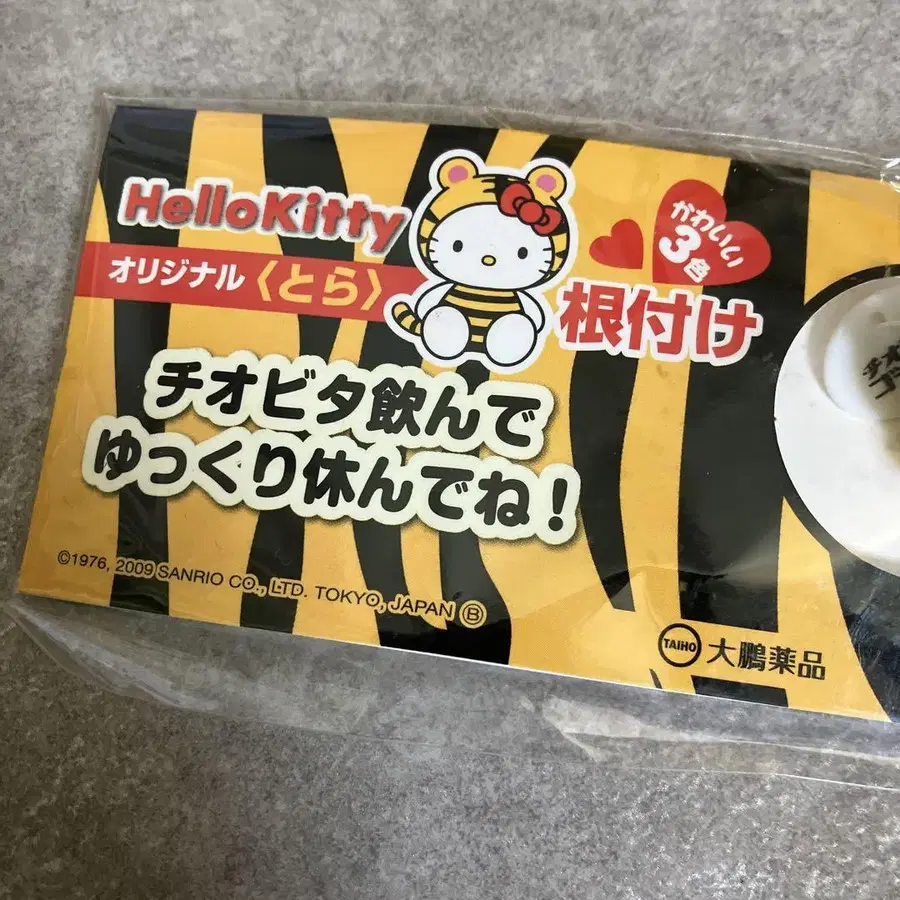 HelloKitty
オリジナル〈とら〉
かわいい
3色
根付け
チオビタ飲んで
ゆっくり休んでね!
©1976, 2009 SANRIO CO., LTD. TOKYO, JAPAN Ⓑ
TAIHO 大鵬薬品